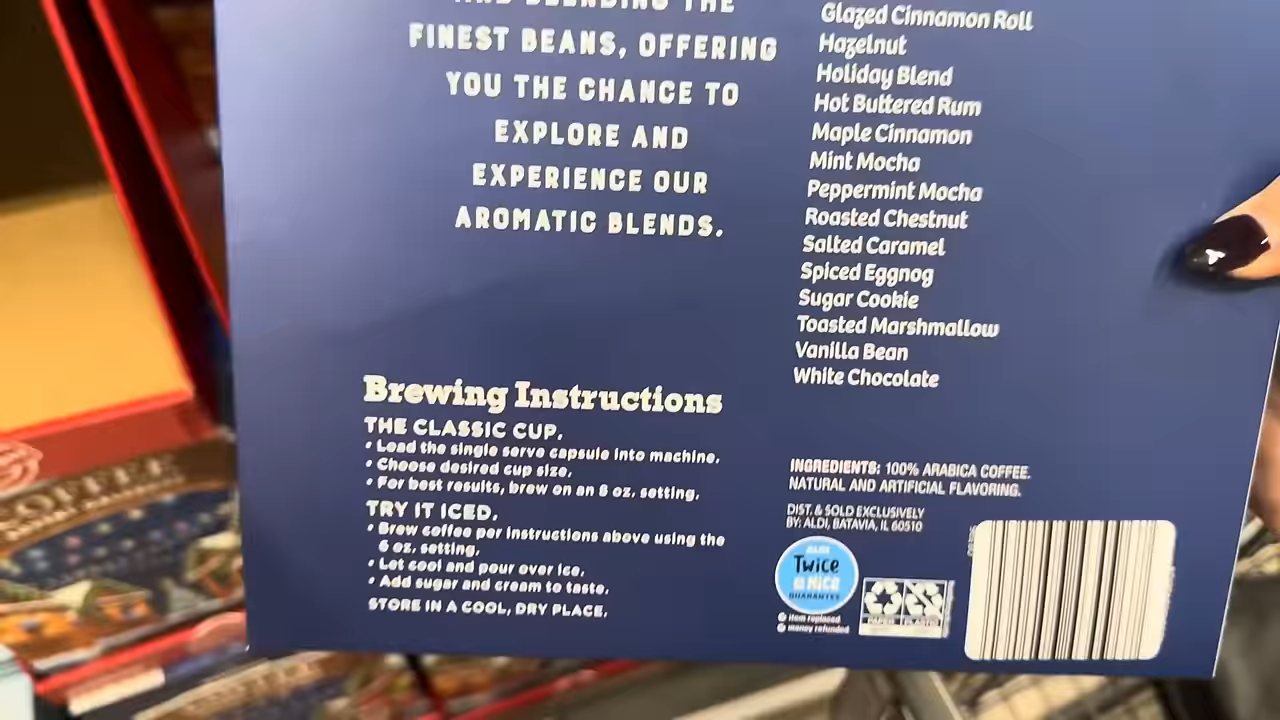 AND BLENDING THE
FINEST BEANS, OFFERING
YOU THE CHANCE TO
EXPLORE AND
EXPERIENCE OUR
AROMATIC BLENDS.
Glazed Cinnamon Roll
Hazelnut
Holiday Blend
Hot Buttered Rum
Maple Cinnamon
Mint Mocha
Peppermint Mocha
Roasted Chestnut
Salted Caramel
Spiced Eggnog
Sugar Cookie
Toasted Marshmallow
Vanilla Bean
White Chocolate
Brewing Instructions
THE CLASSIC CUP.
• Load the single serve capsule into machine.
• Choose desired cup size.
• For best results, brew on an 8 oz. setting.
TRY IT ICED.
• Brew coffee per instructions above using the
6 oz. setting.
• Let cool and pour over ice.
• Add sugar and cream to taste.
STORE IN A COOL, DRY PLACE.
INGREDIENTS: 100% ARABICA COFFEE.
NATURAL AND ARTIFICIAL FLAVORING.
DIST. & SOLD EXCLUSIVELY
BY: ALDI, BATAVIA, IL 60510
ALDI
Twice
as NICE
GUARANTEE
item replaced
money refunded
PAPER PLASTIC
COFFEE